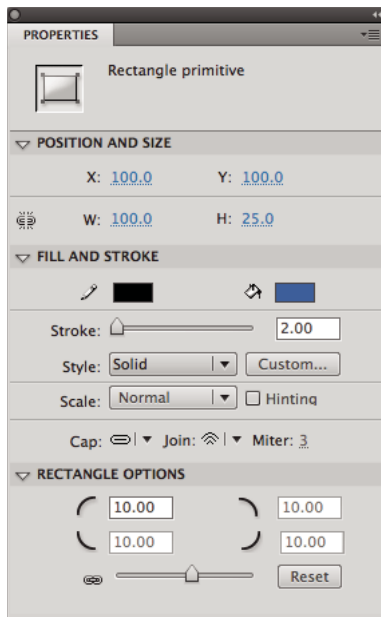 PROPERTIES
Rectangle primitive
POSITION AND SIZE
X: 100.0 Y: 100.0
W: 100.0 H: 25.0
FILL AND STROKE
Stroke: 2.00
Style: Solid Custom...
Scale: Normal Hinting
Cap: Join: Miter: 3
RECTANGLE OPTIONS
10.00 10.00
10.00 10.00
Reset